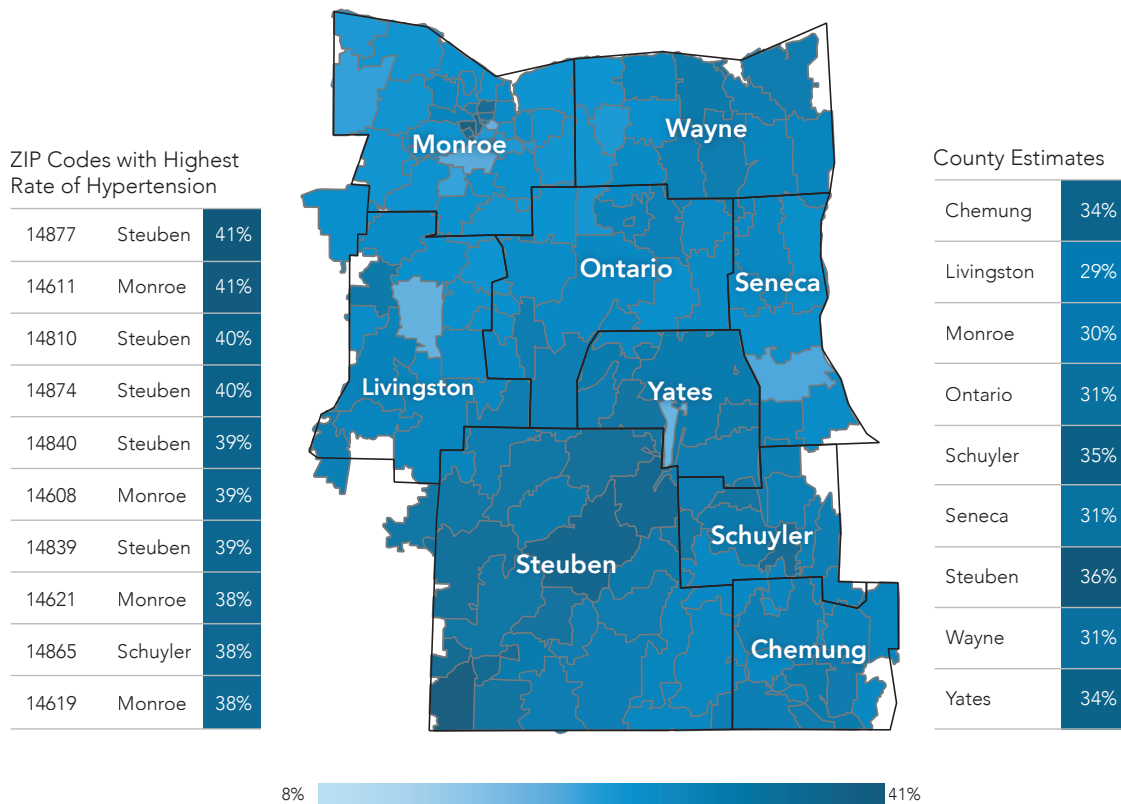 ZIP Codes with Highest
Rate of Hypertension
14877 Steuben 41%
14611 Monroe 41%
14810 Steuben 40%
14874 Steuben 40%
14840 Steuben 39%
14608 Monroe 39%
14839 Steuben 39%
14621 Monroe 38%
14865 Schuyler 38%
14619 Monroe 38%
Monroe
Wayne
Ontario
Seneca
Livingston
Yates
Steuben
Schuyler
Chemung
8%
41%
County Estimates
Chemung 34%
Livingston 29%
Monroe 30%
Ontario 31%
Schuyler 35%
Seneca 31%
Steuben 36%
Wayne 31%
Yates 34%